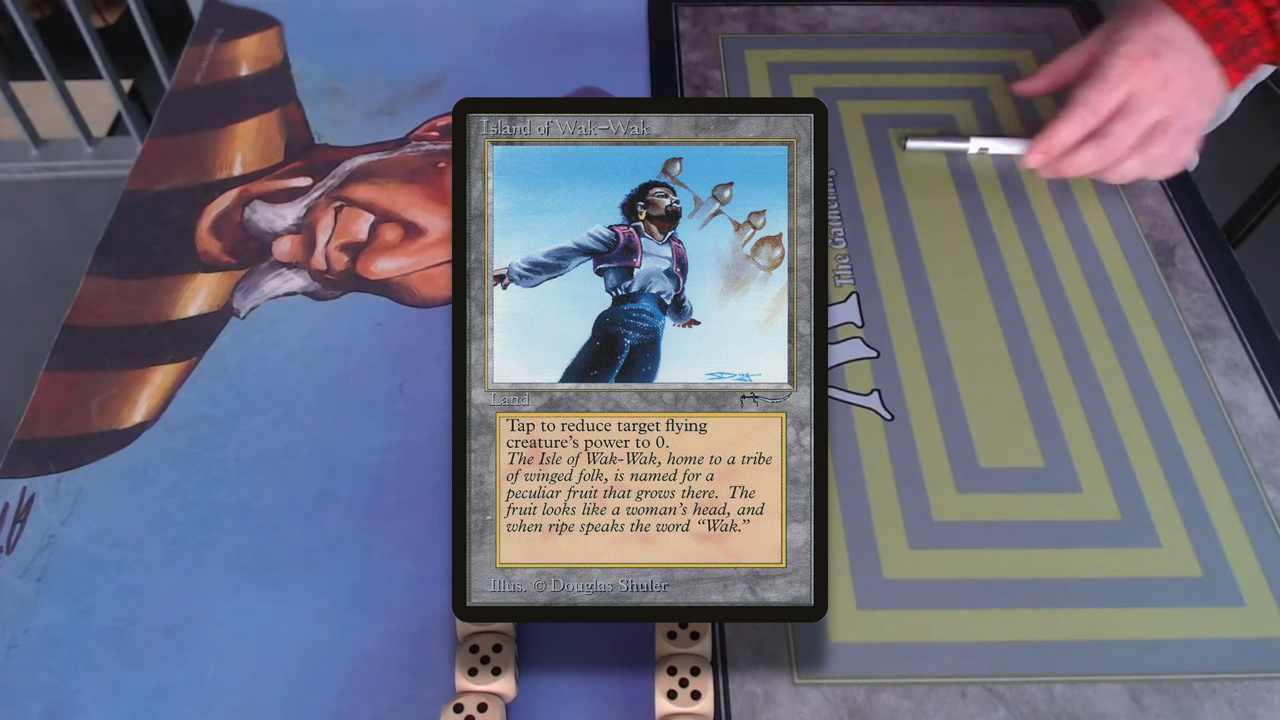 Island of Wak-Wak
Land
Tap to reduce target flying
creature's power to 0.
The Isle of Wak-Wak, home to a tribe
of winged folk, is named for a
peculiar fruit that grows there. The
fruit looks like a woman's head, and
when ripe speaks the word “Wak.”
Illus. © Douglas Shuler
The Gathering